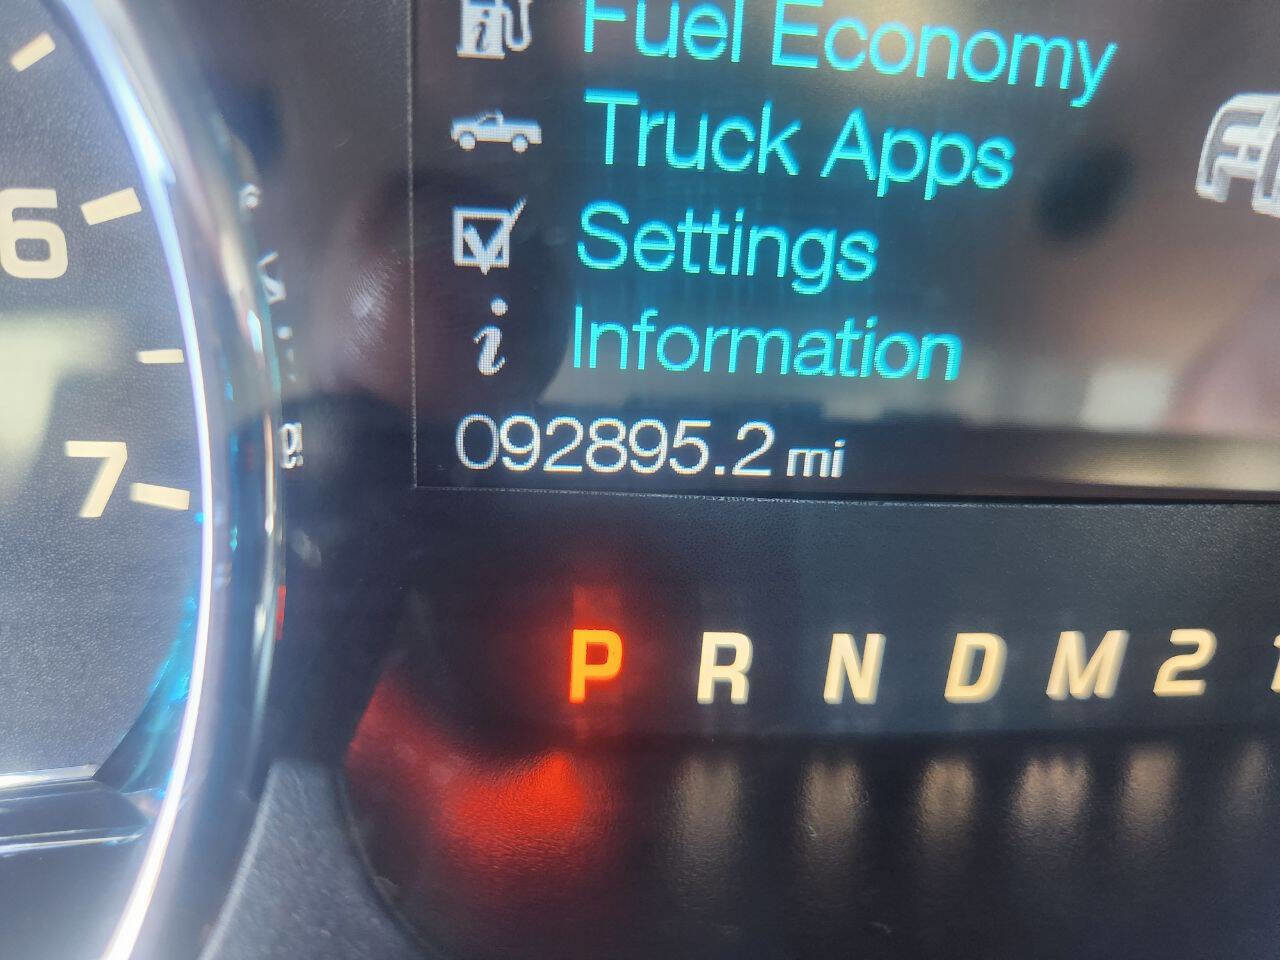 Fuel Economy
Truck Apps
Settings
Information
092895.2 mi
6
7
P R N D M 2